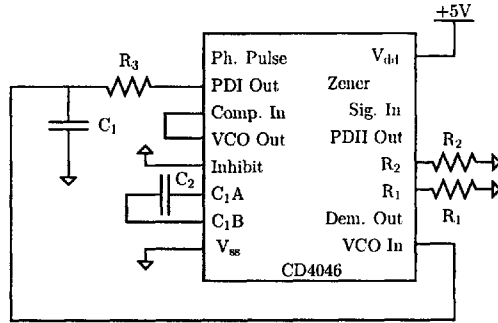 +5V
Ph. Pulse
V_dd
R_3
PDI Out
Zener
Comp. In
Sig. In
C_1
VCO Out
PDII Out
R_2
Inhibit
R_2
C_2
C_1A
R_1
C_1B
Dem. Out
R_1
V_ss
VCO In
CD4046